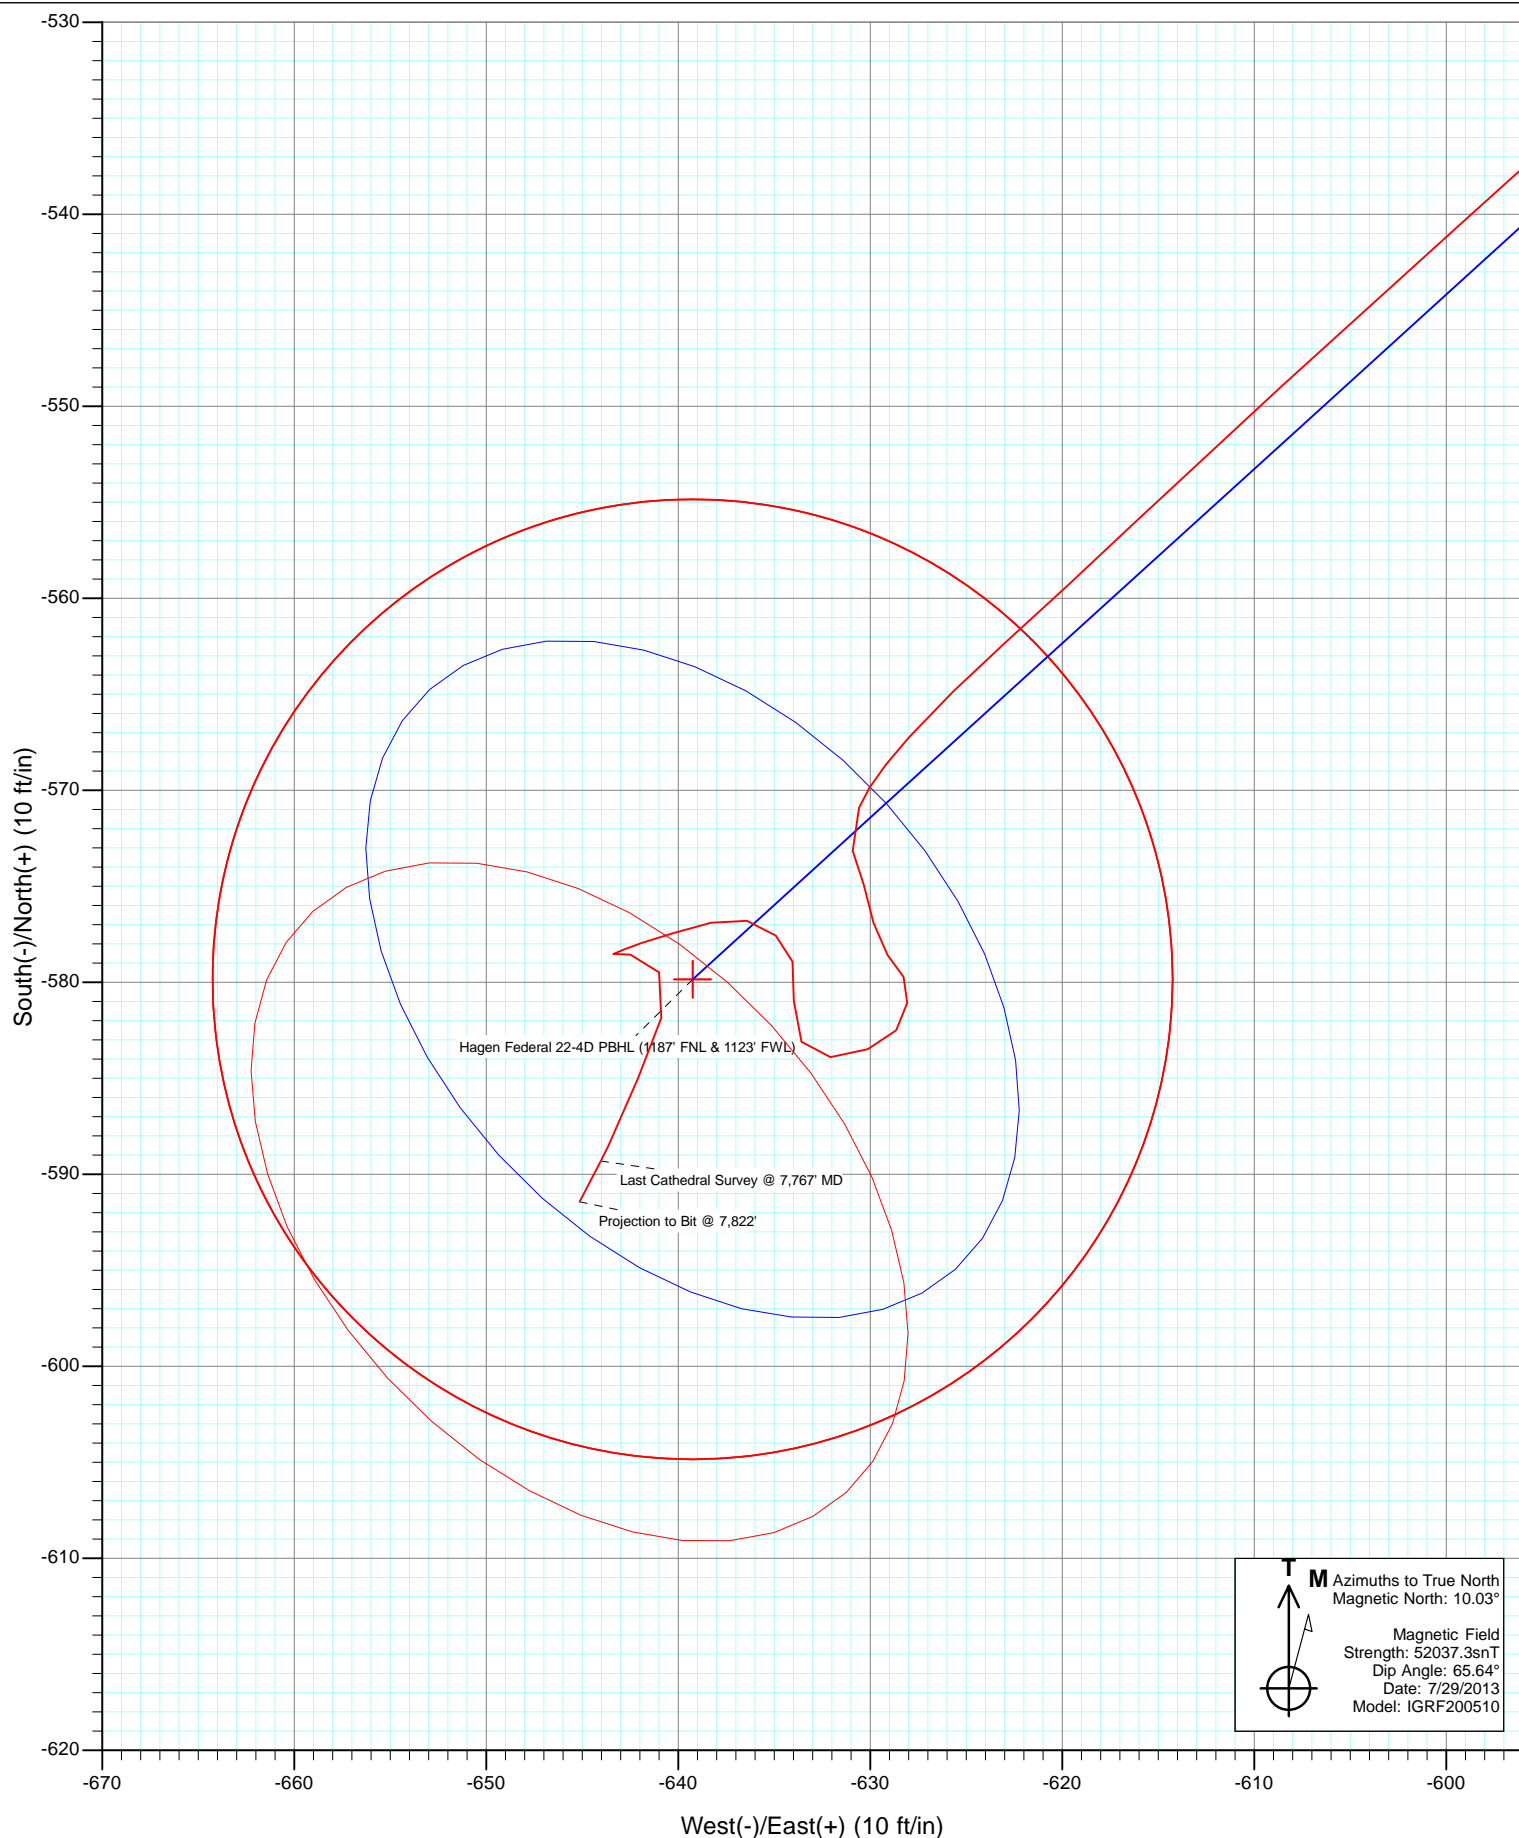 -530
-540
-550
-560
-570
-580
-590
-600
-610
-620
South(-)/North(+) (10 ft/in)
Hagen Federal 22-4D PBHL (1187' FNL & 1123' FWL)
Last Cathedral Survey @ 7,767' MD
Projection to Bit @ 7,822'
T
M
Azimuths to True North
Magnetic North: 10.03°
Magnetic Field
Strength: 52037.3snT
Dip Angle: 65.64°
Date: 7/29/2013
Model: IGRF200510
-670 -660 -650 -640 -630 -620 -610 -600
West(-)/East(+) (10 ft/in)